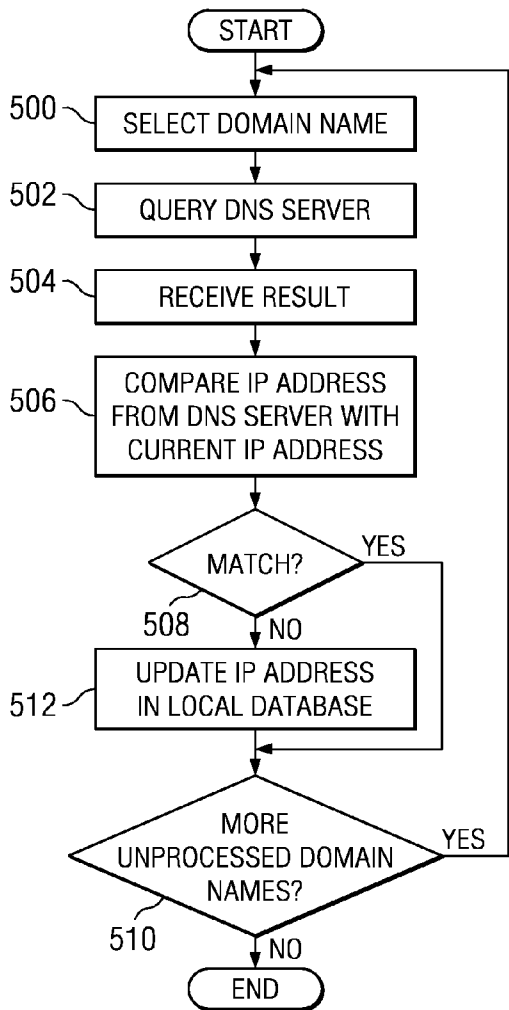 START
500
SELECT DOMAIN NAME
502
QUERY DNS SERVER
504
RECEIVE RESULT
506
COMPARE IP ADDRESS
FROM DNS SERVER WITH
CURRENT IP ADDRESS
MATCH?
YES
508
NO
512
UPDATE IP ADDRESS
IN LOCAL DATABASE
MORE
UNPROCESSED DOMAIN
NAMES?
YES
510
NO
END